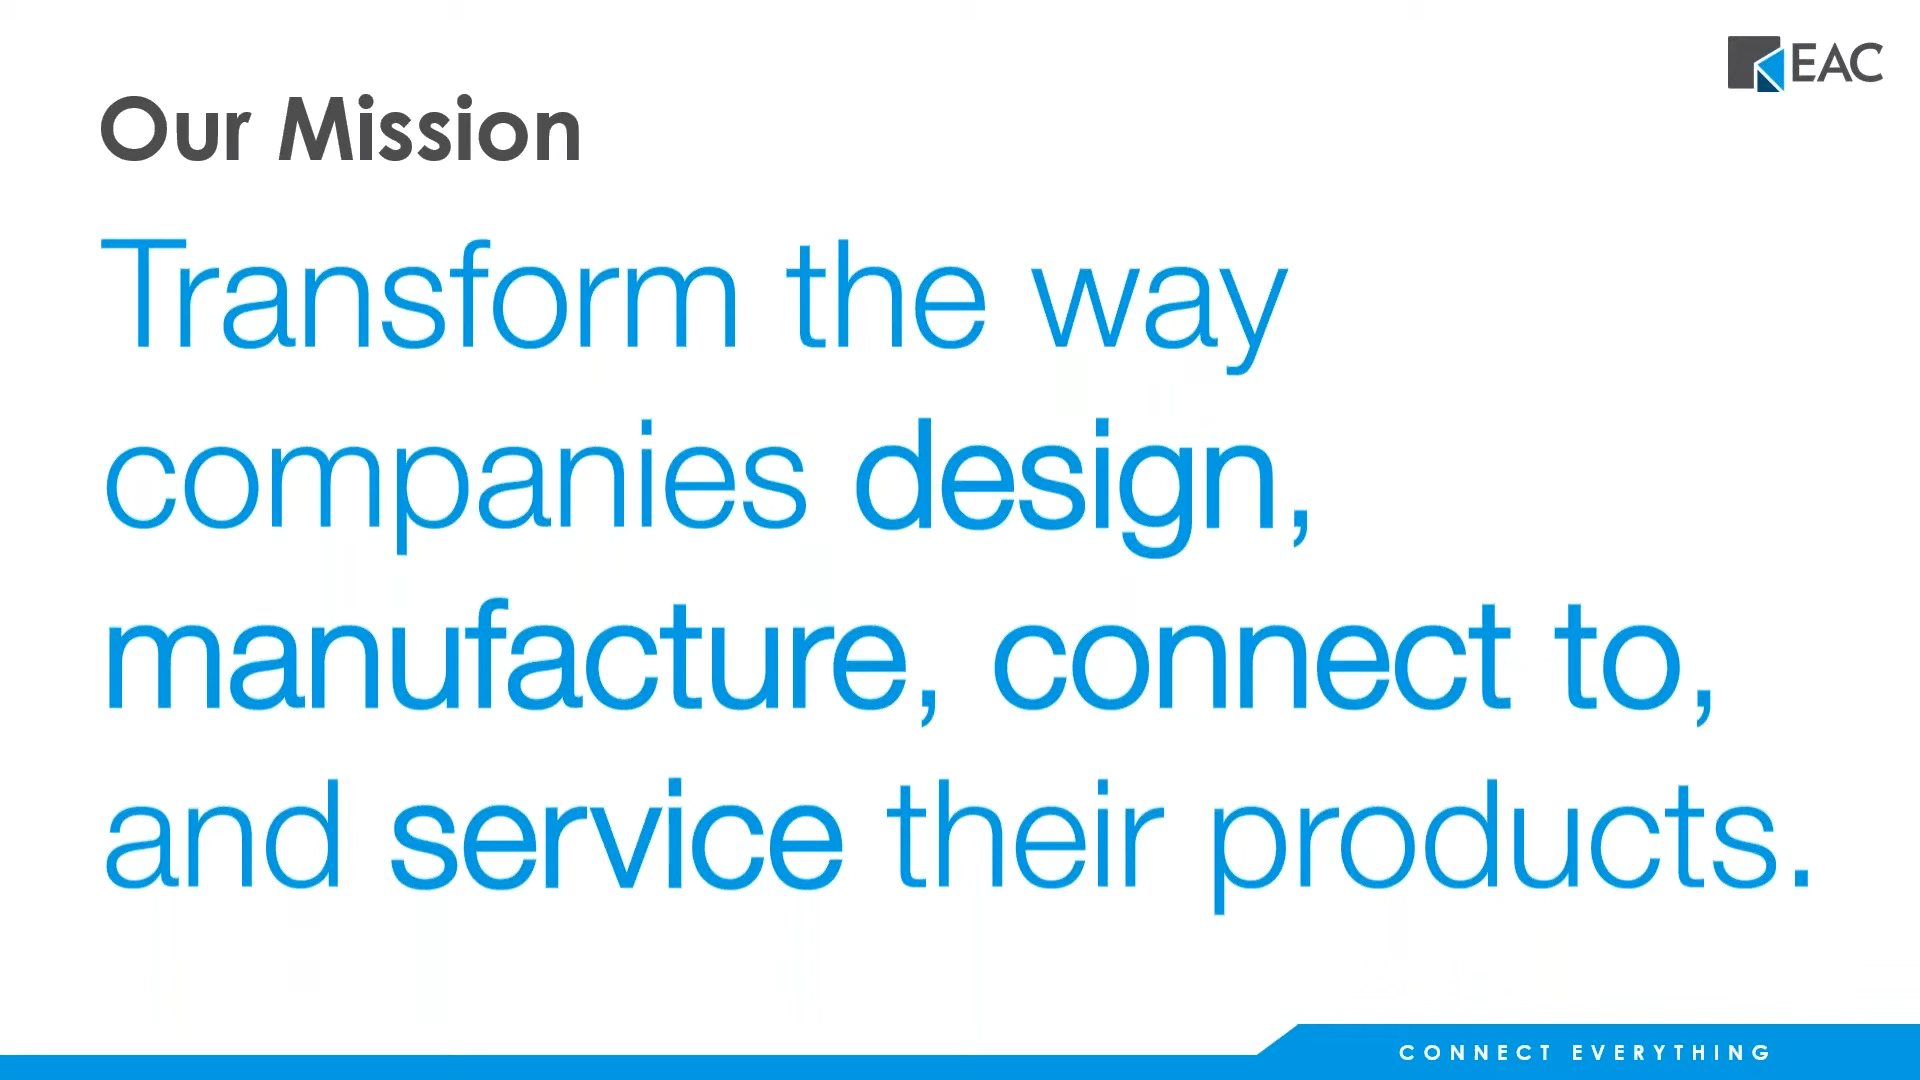 EAC
Our Mission
Transform the way
companies design,
manufacture, connect to,
and service their products.
CONNECT EVERYTHING